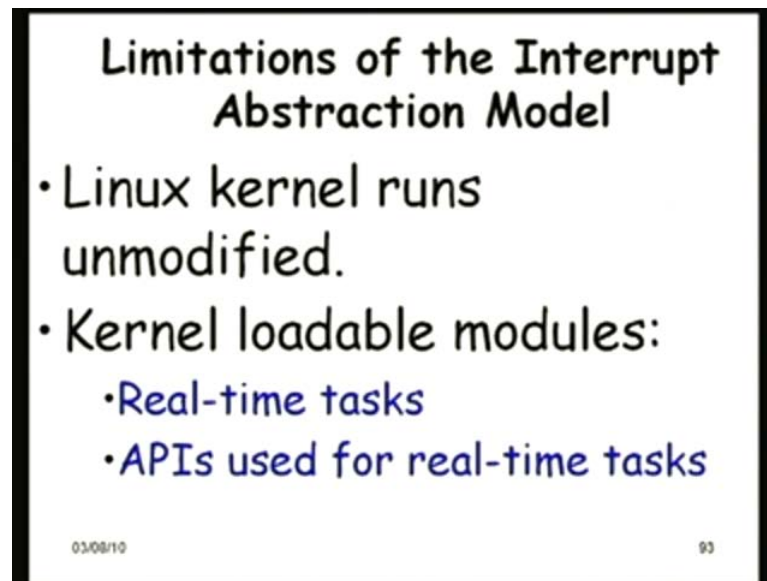 Limitations of the Interrupt
Abstraction Model
• Linux kernel runs
unmodified.
• Kernel loadable modules:
•Real-time tasks
•APIs used for real-time tasks
03/08/10
93